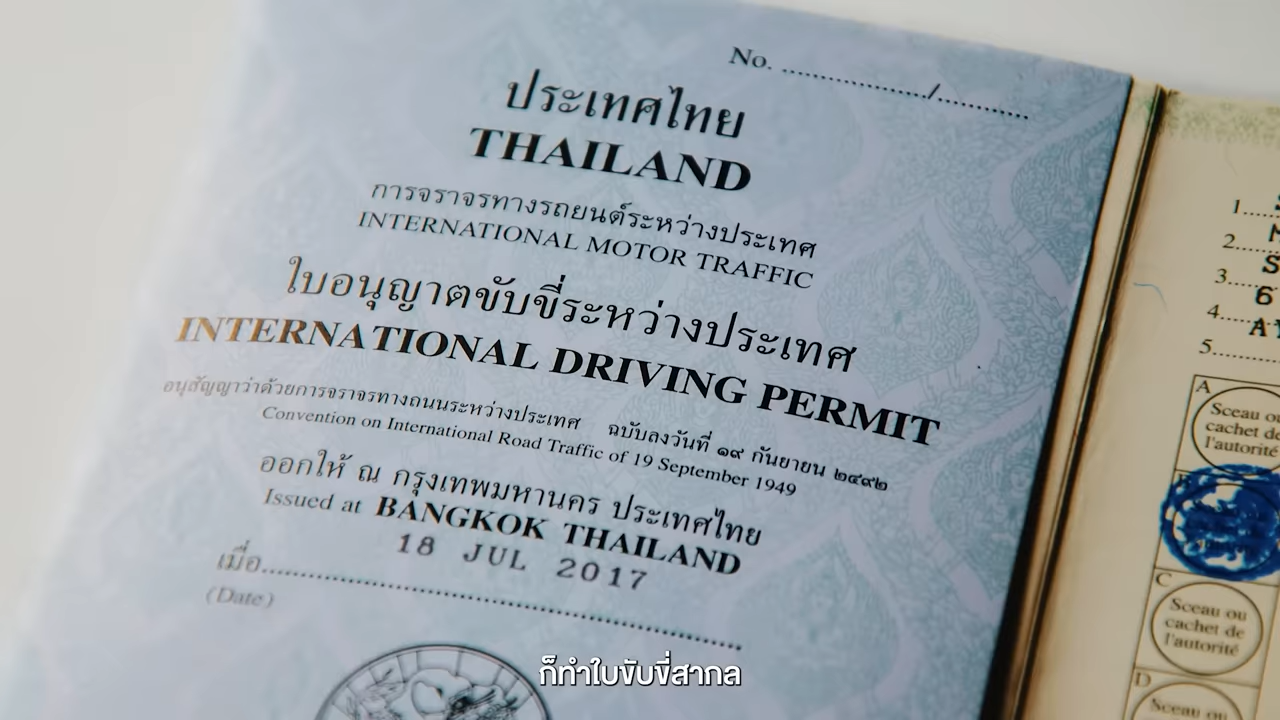 No. ......................../...............
ประเทศไทย
THAILAND
การจราจรทางรถยนต์ระหว่างประเทศ
INTERNATIONAL MOTOR TRAFFIC
ใบอนุญาตขับขี่ระหว่างประเทศ
INTERNATIONAL DRIVING PERMIT
อนุสัญญาว่าด้วยการจราจรทางถนนระหว่างประเทศ ฉบับลงวันที่ ๑๙ กันยายน ๒๔๙๒
Convention on International Road Traffic of 19 September 1949
ออกให้ ณ กรุงเทพมหานคร ประเทศไทย
Issued at BANGKOK THAILAND
18 JUL 2017
เมื่อ............................................................
(Date)
1.....
2.....
3.....
4.....
5.....
A
Sceau ou
cachet de
l'autorité
C
Sceau ou
cachet de
l'autorité
D
Sceau ou
ก็ทำใบขับขี่สากล